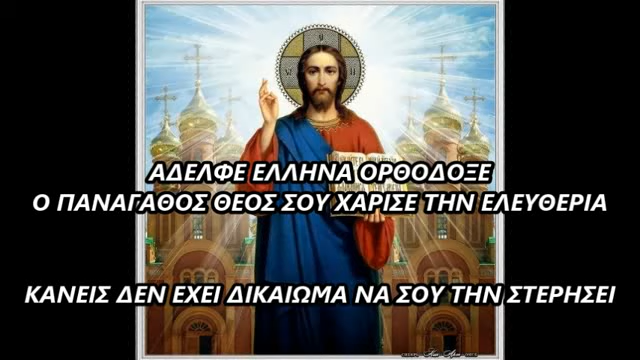 ΑΔΕΛΦΕ ΕΛΛΗΝΑ ΟΡΘΟΔΟΞΕ
Ο ΠΑΝΑΓΑΘΟΣ ΘΕΟΣ ΣΟΥ ΧΑΡΙΣΕ ΤΗΝ ΕΛΕΥΘΕΡΙΑ
ΚΑΝΕΙΣ ΔΕΝ ΕΧΕΙ ΔΙΚΑΙΩΜΑ ΝΑ ΣΟΥ ΤΗΝ ΣΤΕΡΗΣΕΙ